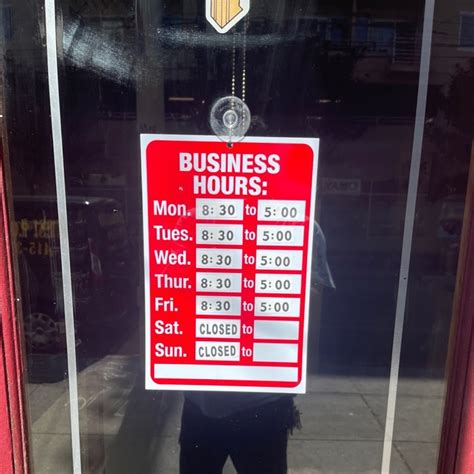 BUSINESS
HOURS:
Mon. 8:30 to 5:00
Tues. 8:30 to 5:00
Wed. 8:30 to 5:00
Thur. 8:30 to 5:00
Fri. 8:30 to 5:00
Sat. CLOSED to
Sun. CLOSED to